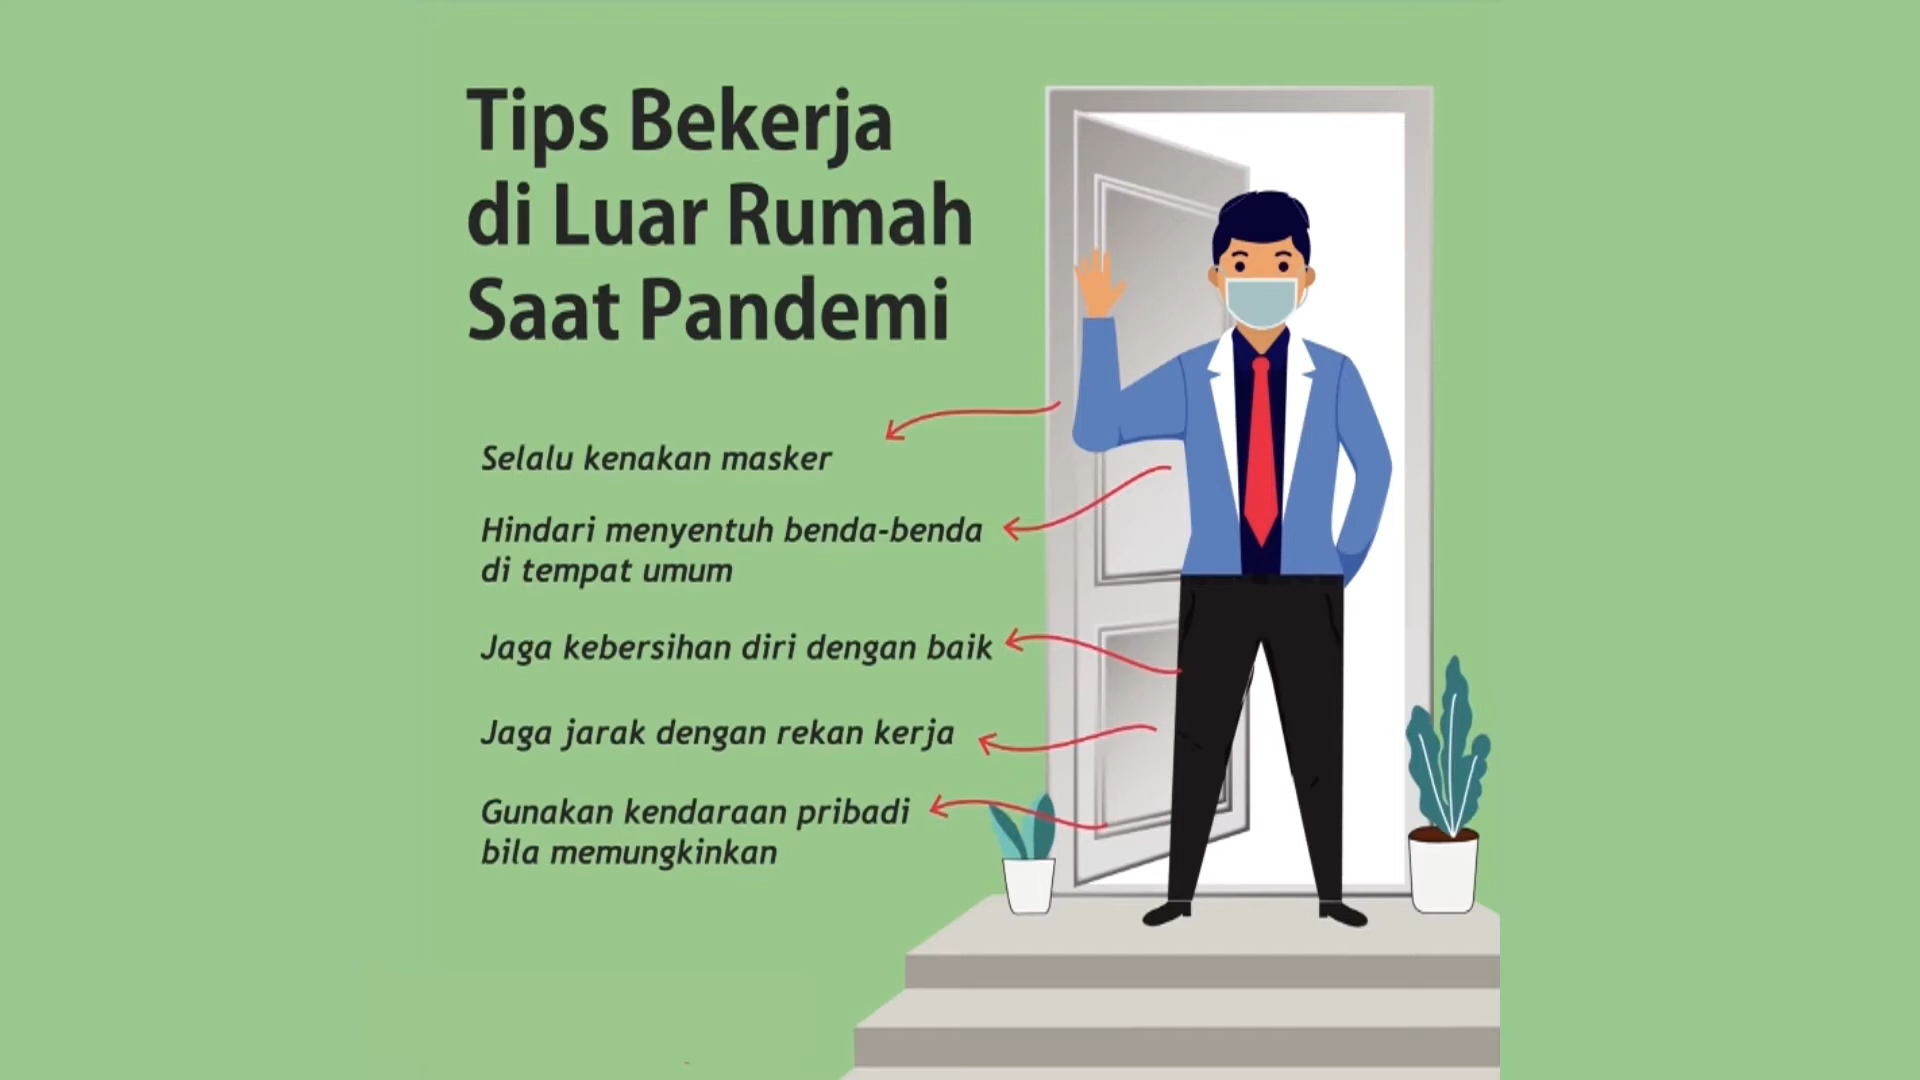 Tips Bekerja
di Luar Rumah
Saat Pandemi
Selalu kenakan masker
Hindari menyentuh benda-benda
di tempat umum
Jaga kebersihan diri dengan baik
Jaga jarak dengan rekan kerja
Gunakan kendaraan pribadi
bila memungkinkan